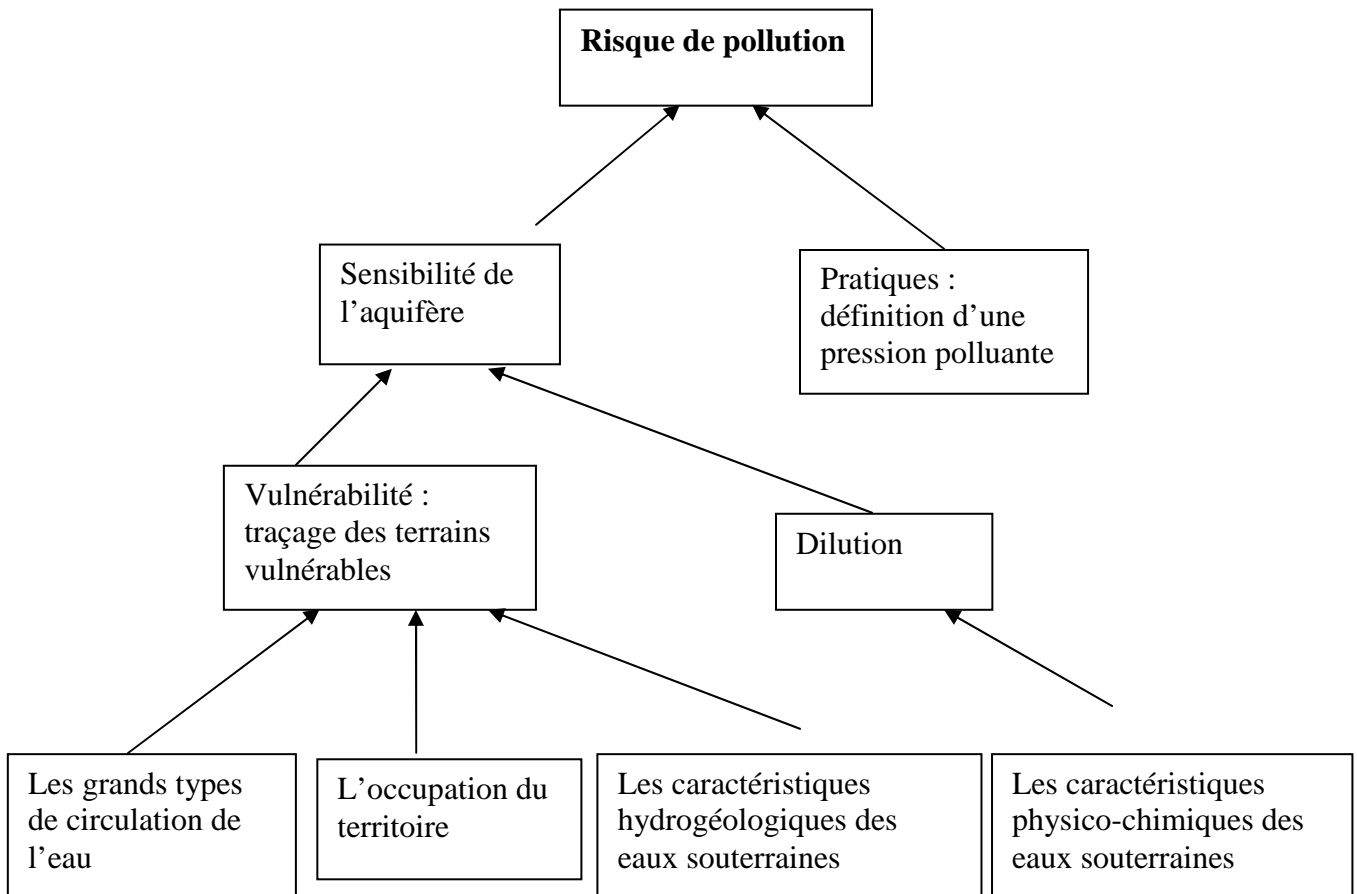 Risque de pollution
Sensibilité de
l’aquifère
Pratiques :
définition d’une
pression polluante
Vulnérabilité :
traçage des terrains
vulnérables
Dilution
Les grands types
de circulation de
l’eau
L’occupation du
territoire
Les caractéristiques
hydrogéologiques des
eaux souterraines
Les caractéristiques
physico-chimiques des
eaux souterraines